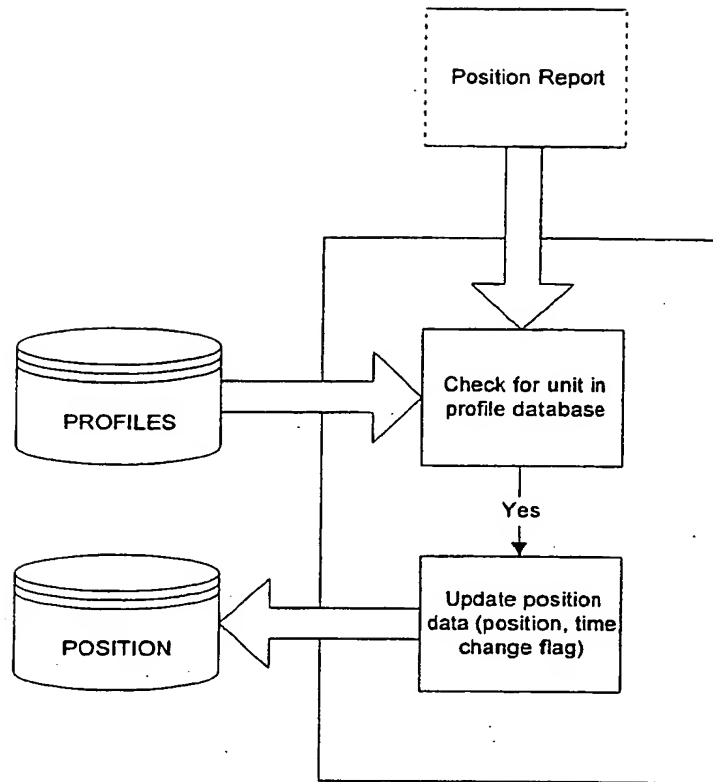 Position Report
Check for unit in
profile database
PROFILES
Yes
Update position
data (position, time
change flag)
POSITION